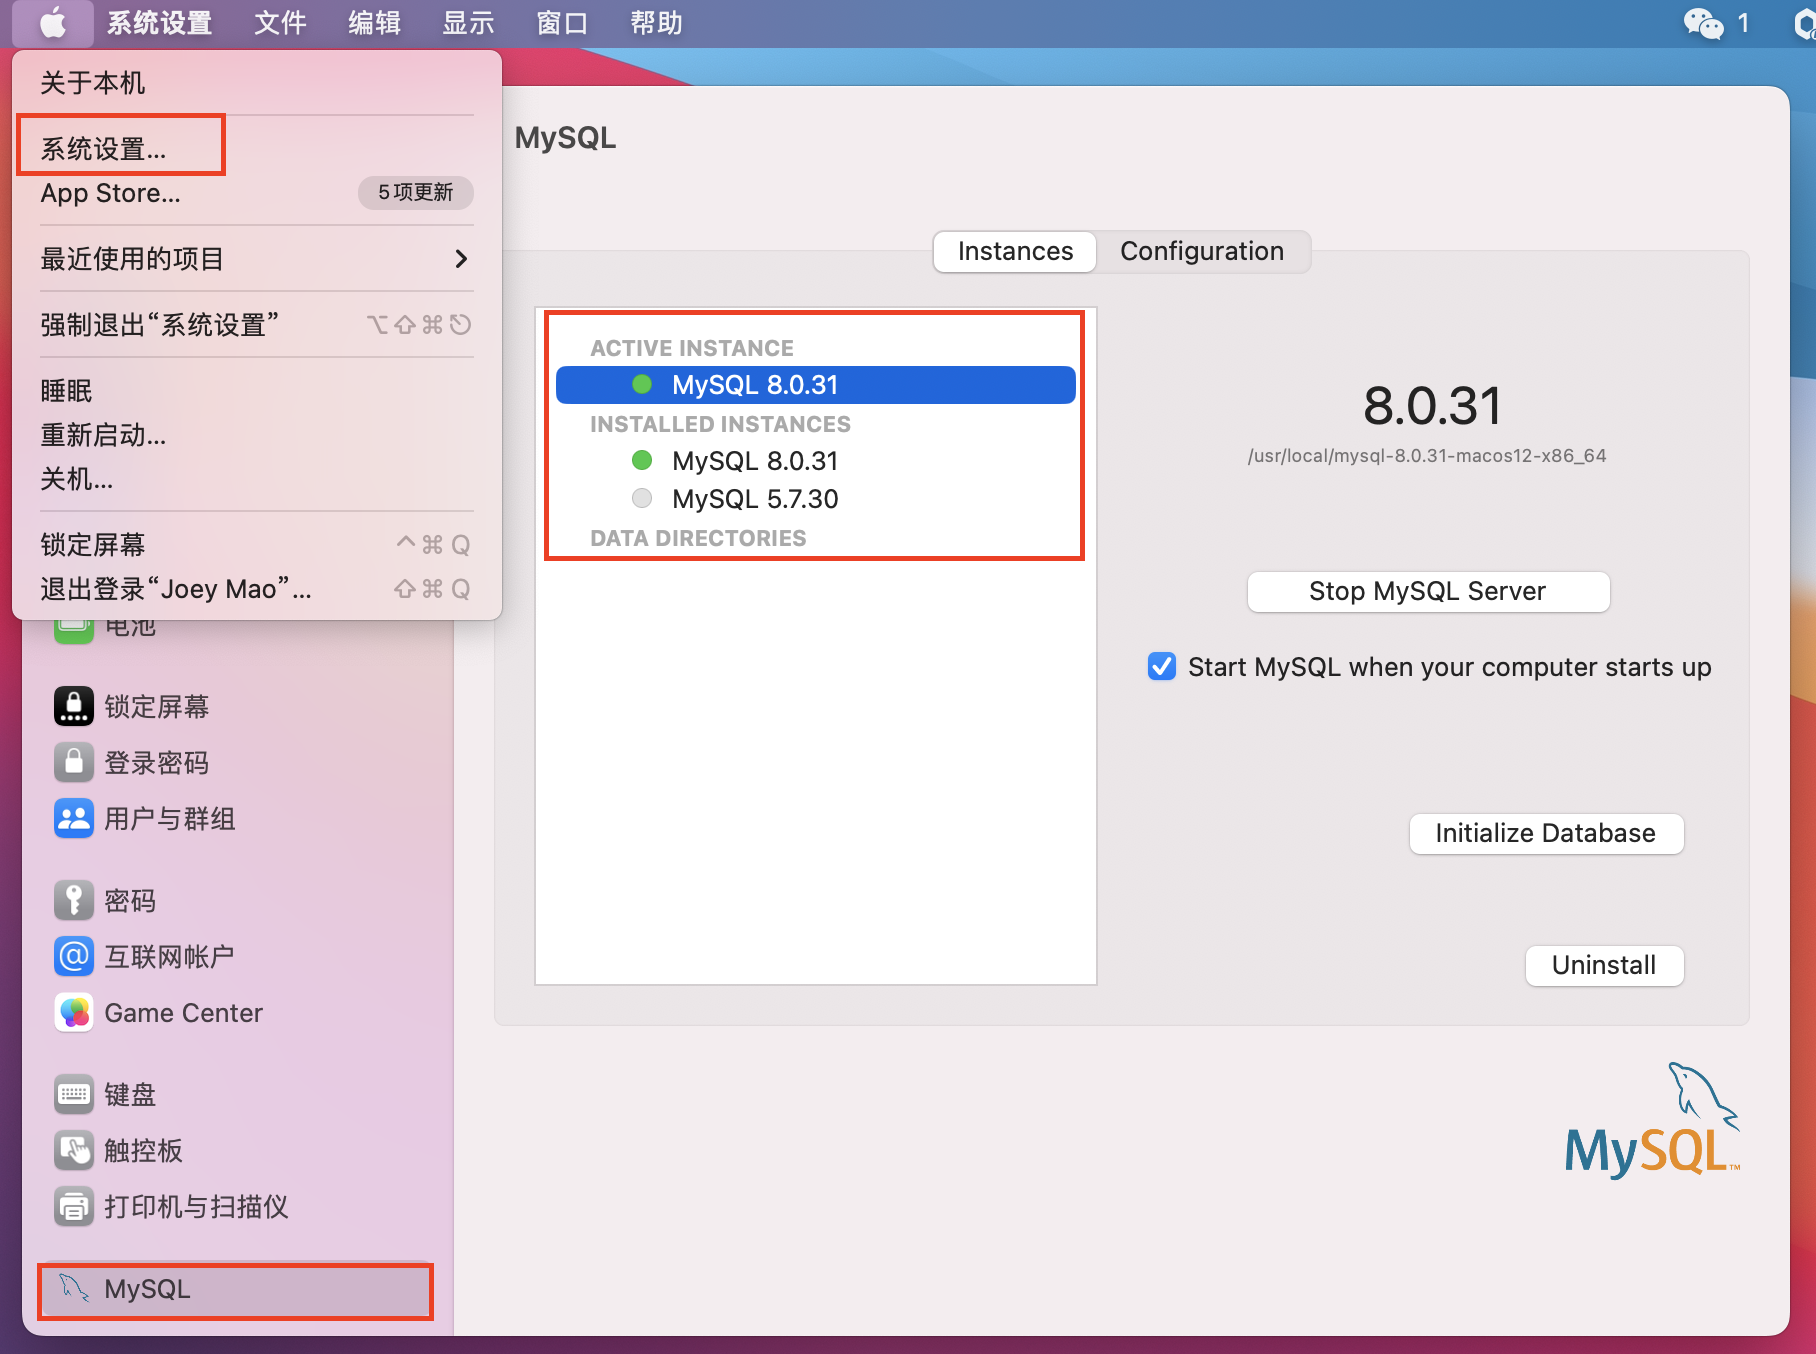 系统设置 文件 编辑 显示 窗口 帮助 1
关于本机
系统设置...
App Store... 5项更新
最近使用的项目
强制退出“系统设置” ⌥⇧⌘⎋
睡眠
重新启动...
关机...
锁定屏幕 ^⌘Q
退出登录“Joey Mao”... ⇧⌘Q
电池
锁定屏幕
登录密码
用户与群组
密码
互联网帐户
Game Center
键盘
触控板
打印机与扫描仪
MySQL
MySQL
Instances Configuration
ACTIVE INSTANCE
MySQL 8.0.31
INSTALLED INSTANCES
MySQL 8.0.31
MySQL 5.7.30
DATA DIRECTORIES
8.0.31
/usr/local/mysql-8.0.31-macos12-x86_64
Stop MySQL Server
Start MySQL when your computer starts up
Initialize Database
Uninstall
MySQL™